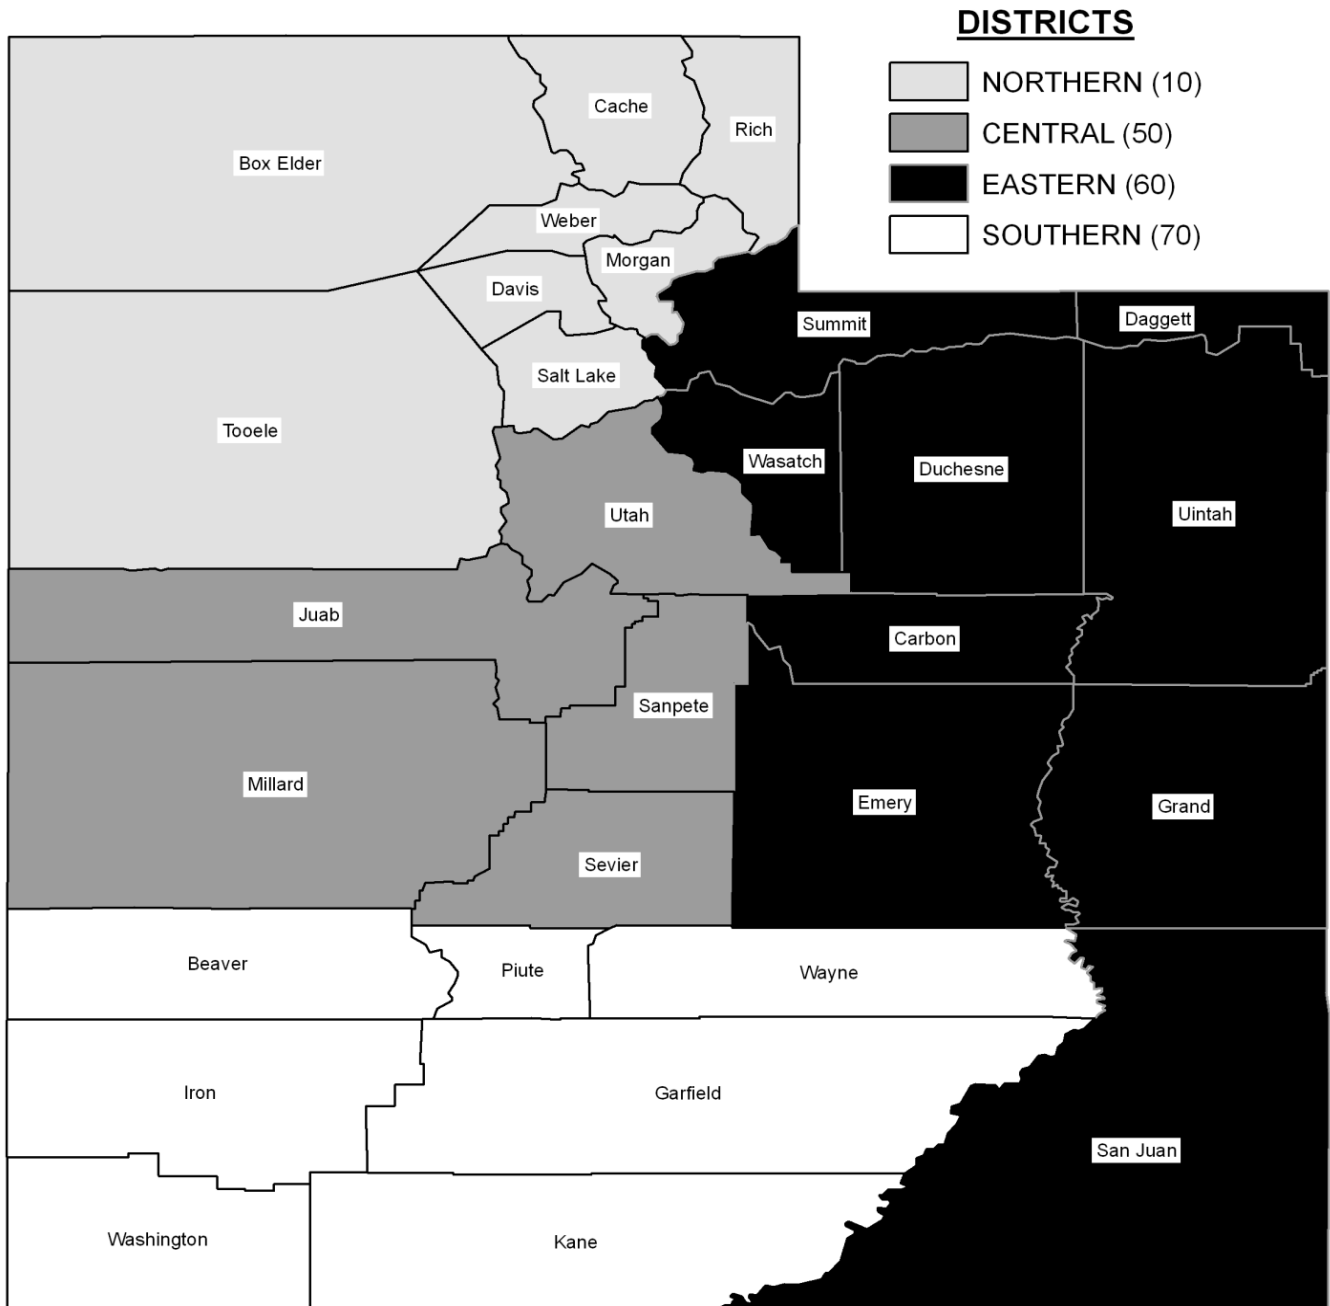 DISTRICTS
NORTHERN (10)
CENTRAL (50)
EASTERN (60)
SOUTHERN (70)
Cache
Rich
Box Elder
Weber
Morgan
Davis
Summit
Daggett
Salt Lake
Tooele
Wasatch
Duchesne
Utah
Uintah
Juab
Carbon
Sanpete
Millard
Emery
Grand
Sevier
Beaver
Piute
Wayne
Iron
Garfield
San Juan
Washington
Kane